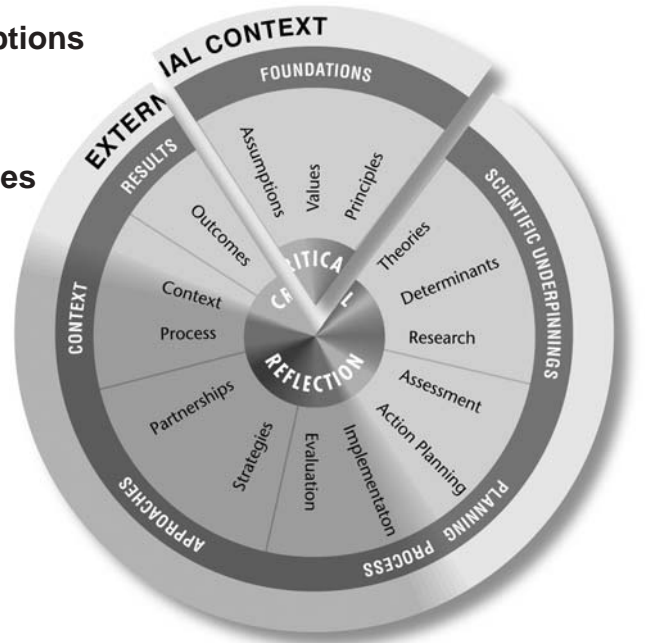 ptions
es
EXTERNAL CONTEXT
FOUNDATIONS
Assumptions
Values
Principles
SCIENTIFIC UNDERPINNINGS
Theories
Determinants
Research
PLANNING PROCESS
Assessment
Action Planning
Implementaton
Evaluation
APPROACHES
Strategies
Partnerships
CONTEXT
Process
Context
RESULTS
Outcomes
CRITICAL
REFLECTION